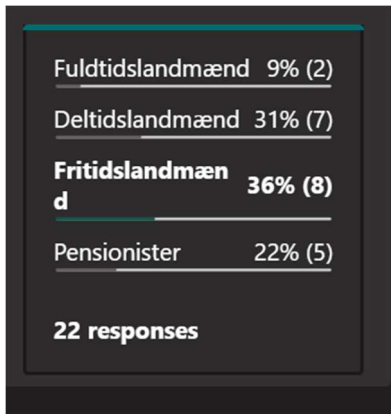 Fuldtidslandmænd 9% (2)
Deltidslandmænd 31% (7)
Fritidslandmæn
d 36% (8)
Pensionister 22% (5)
22 responses